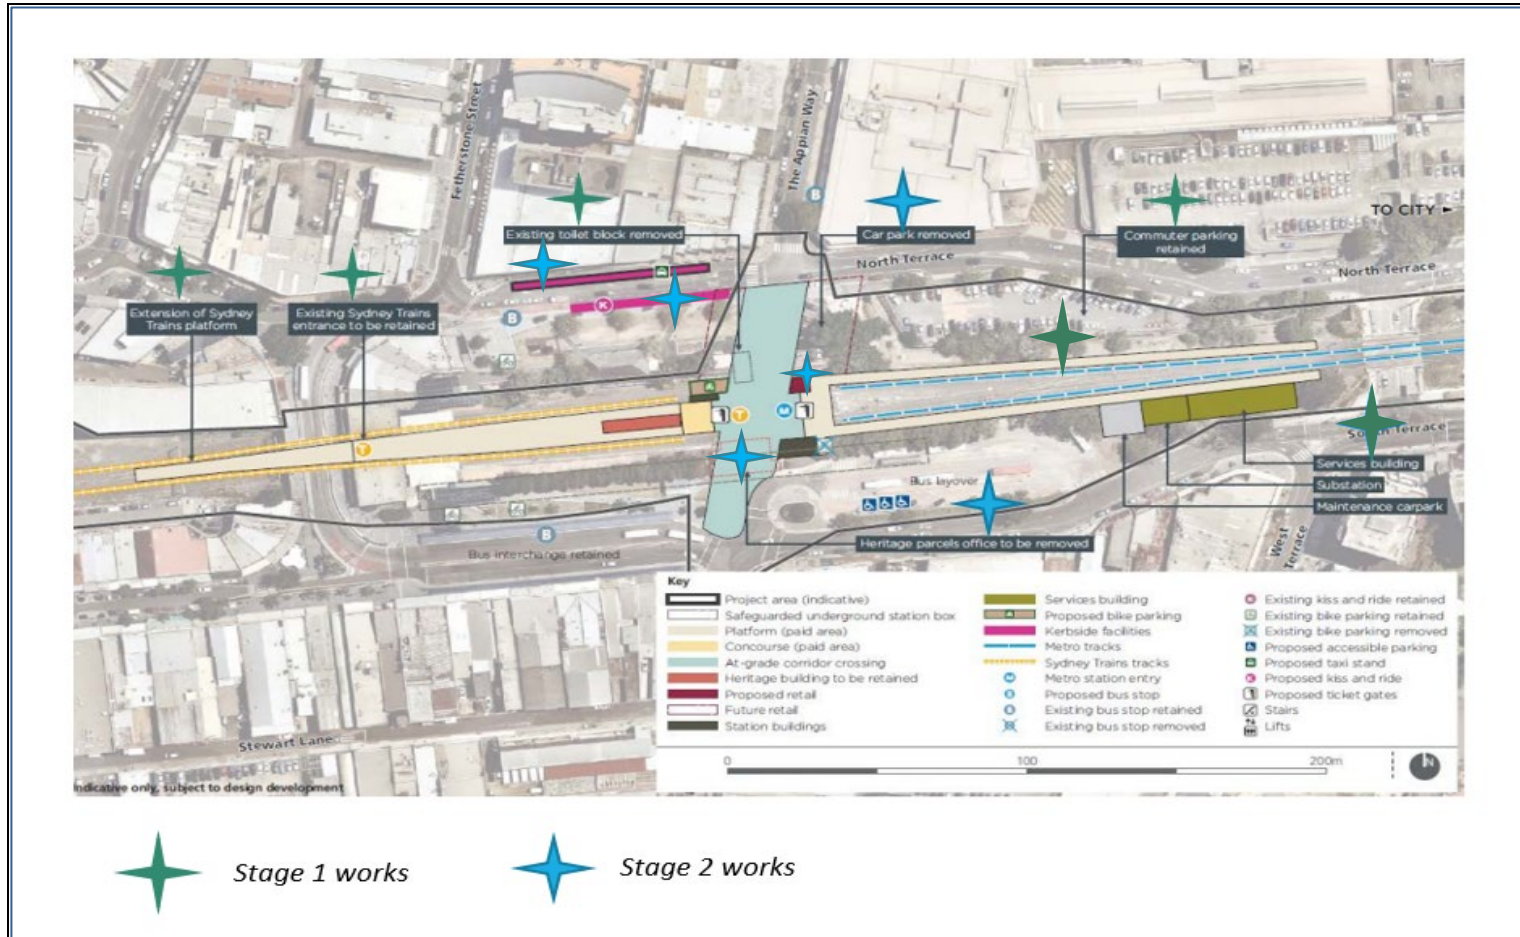 Fetherstone Street
The Appian Way
B
TO CITY
Existing toilet block removed
Car park removed
Commuter parking
retained
North Terrace
North Terrace
Extension of Sydney
Trains platform
Existing Sydney Trains
entrance to be retained
K
B
T
M
T
South Terrace
Services building
Substation
Maintenance carpark
Bus layover
B
Bus interchange retained
Heritage parcels office to be removed
West
Terrace
Key
Project area (indicative)
Safeguarded underground station box
Platform (paid area)
Concourse (paid area)
At-grade corridor crossing
Heritage building to be retained
Proposed retail
Future retail
Station buildings
Services building
Proposed bike parking
Kerbside facilities
Metro tracks
Sydney Trains tracks
Metro station entry
Proposed bus stop
Existing bus stop retained
Existing bus stop removed
Existing kiss and ride retained
Existing bike parking retained
Existing bike parking removed
Proposed accessible parking
Proposed taxi stand
Proposed kiss and ride
Proposed ticket gates
Stairs
Lifts
Stewart Lane
0 100 200m
N
Indicative only, subject to design development
Stage 1 works
Stage 2 works